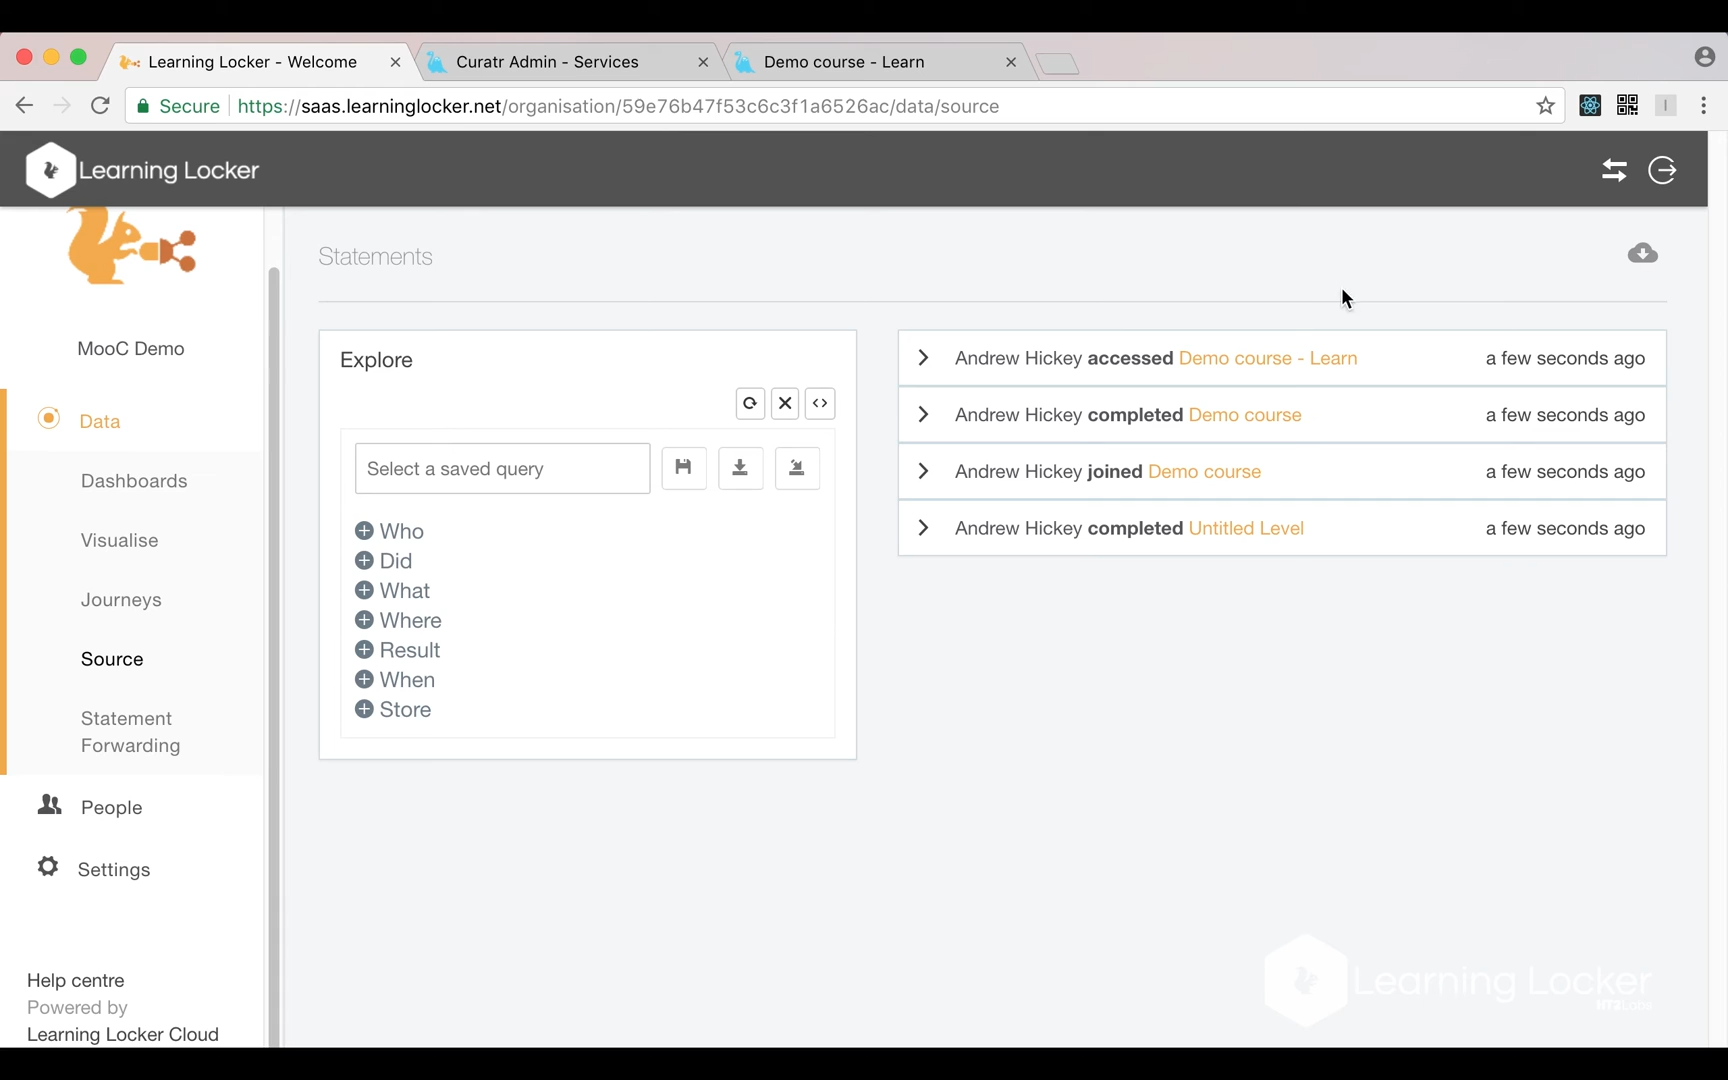 Learning Locker - Welcome
Curatr Admin - Services
Demo course - Learn
Secure
https://saas.learninglocker.net/organisation/59e76b47f53c6c3f1a6526ac/data/source
Learning Locker
MooC Demo
Data
Dashboards
Visualise
Journeys
Source
Statement
Forwarding
People
Settings
Help centre
Powered by
Learning Locker Cloud
Statements
Explore
Select a saved query
Who
Did
What
Where
Result
When
Store
Andrew Hickey accessed Demo course - Learn a few seconds ago
Andrew Hickey completed Demo course a few seconds ago
Andrew Hickey joined Demo course a few seconds ago
Andrew Hickey completed Untitled Level a few seconds ago
Learning Locker
HT2Labs